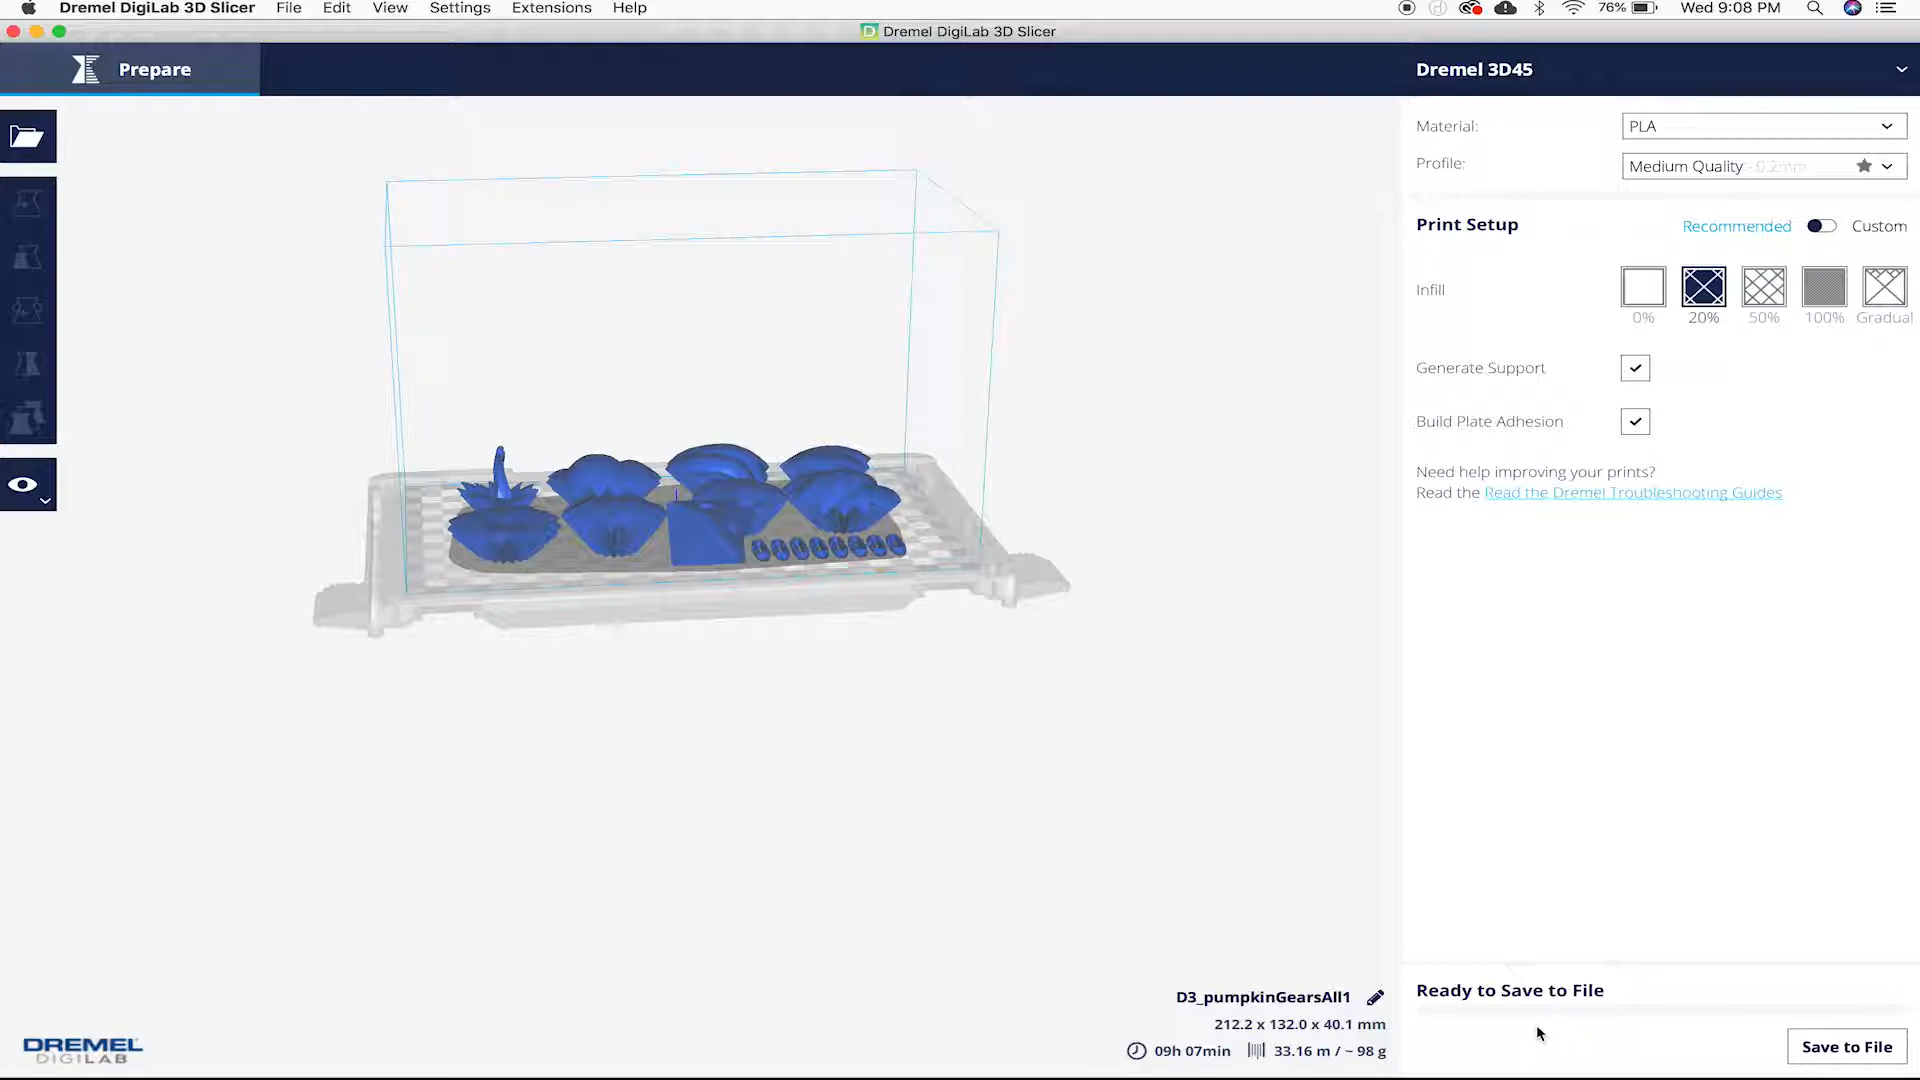 Dremel DigiLab 3D Slicer File Edit View Settings Extensions Help 76% Wed 9:08 PM
Dremel DigiLab 3D Slicer
Prepare
Dremel 3D45
Material: PLA
Profile: Medium Quality - 0.2mm
Print Setup Recommended Custom
Infill
0% 20% 50% 100% Gradual
Generate Support
Build Plate Adhesion
Need help improving your prints?
Read the Read the Dremel Troubleshooting Guides
D3_pumpkinGearsAll1
212.2 x 132.0 x 40.1 mm
09h 07min 33.16 m / ~ 98 g
Ready to Save to File
Save to File
DREMEL
DIGILAB